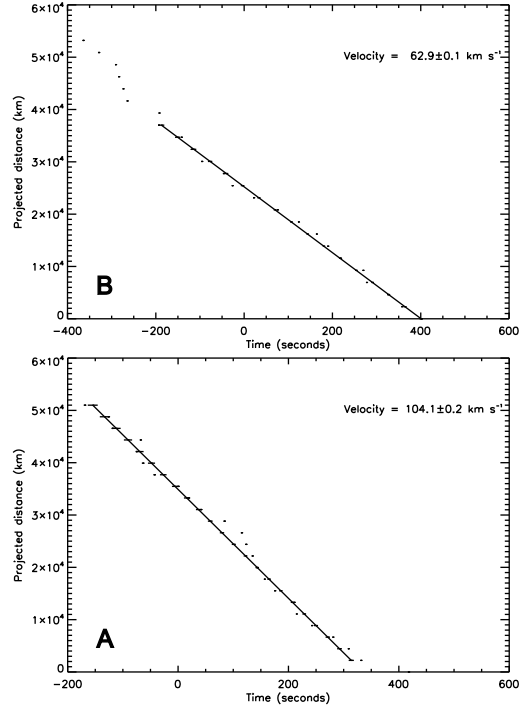 6×10⁴
Velocity = 62.9±0.1 km s⁻¹
5×10⁴
4×10⁴
Projected distance (km)
3×10⁴
2×10⁴
1×10⁴
B
0
−400 −200 0 200 400 600
Time (seconds)
6×10⁴
Velocity = 104.1±0.2 km s⁻¹
5×10⁴
4×10⁴
Projected distance (km)
3×10⁴
2×10⁴
1×10⁴
A
0
−200 0 200 400 600
Time (seconds)